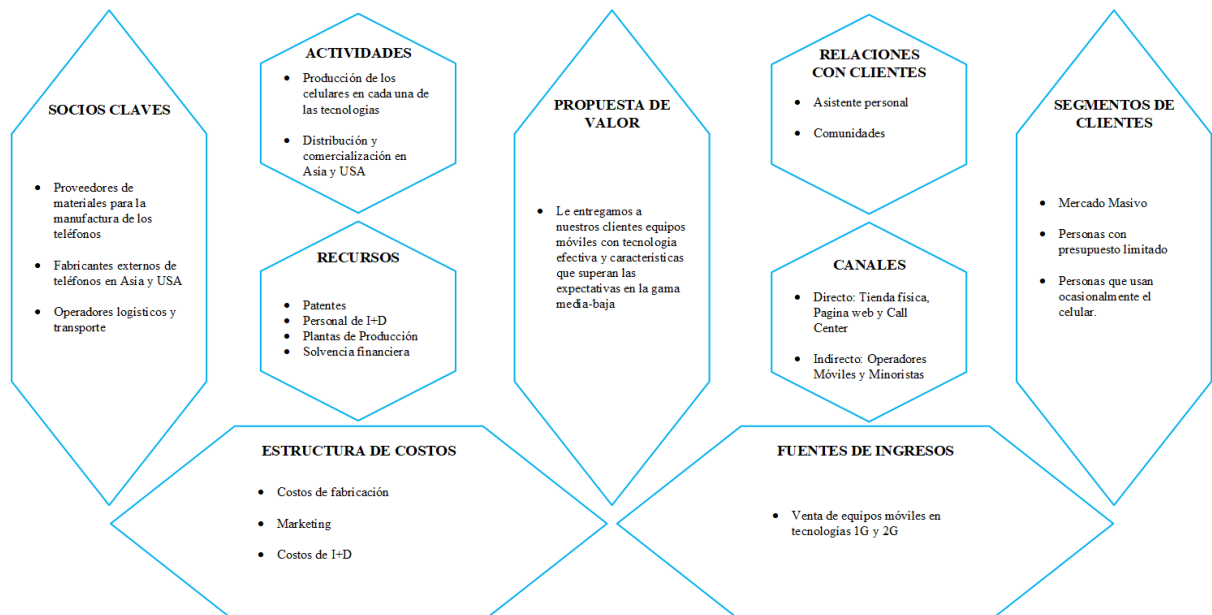 SOCIOS CLAVES
• Proveedores de
materiales para la
manufactura de los
teléfonos
• Fabricantes externos de
teléfonos en Asia y USA
• Operadores logísticos y
transporte
ACTIVIDADES
• Producción de los
celulares en cada una de
las tecnologías
• Distribución y
comercialización en
Asia y USA
RECURSOS
• Patentes
• Personal de I+D
• Plantas de Producción
• Solvencia financiera
PROPUESTA DE
VALOR
• Le entregamos a
nuestros clientes equipos
móviles con tecnología
efectiva y características
que superan las
expectativas en la gama
media-baja
RELACIONES
CON CLIENTES
• Asistente personal
• Comunidades
CANALES
• Directo: Tienda física,
Pagina web y Call
Center
• Indirecto: Operadores
Móviles y Minoristas
SEGMENTOS DE
CLIENTES
• Mercado Masivo
• Personas con
presupuesto limitado
• Personas que usan
ocasionalmente el
celular.
ESTRUCTURA DE COSTOS
• Costos de fabricación
• Marketing
• Costos de I+D
FUENTES DE INGRESOS
• Venta de equipos móviles en
tecnologías 1G y 2G